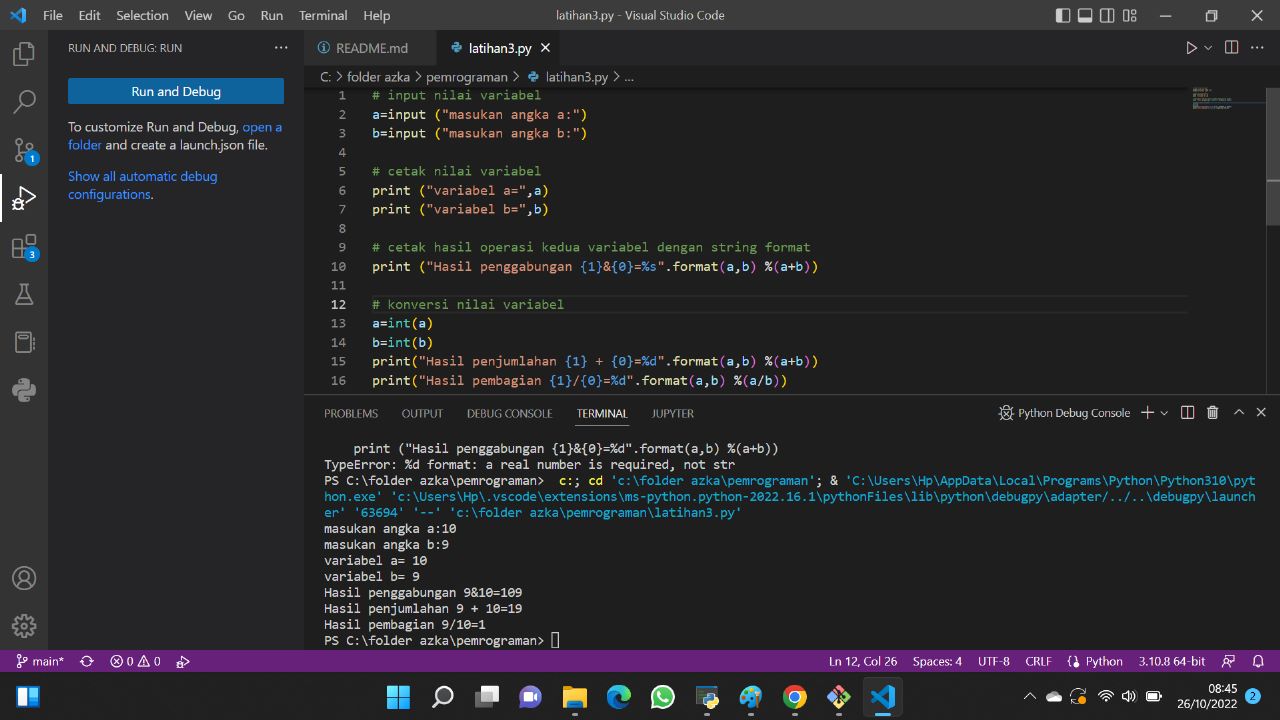 File Edit Selection View Go Run Terminal Help latihan3.py - Visual Studio Code
RUN AND DEBUG: RUN ...
README.md latihan3.py
C: > folder azka > pemrograman > latihan3.py > ...
Run and Debug
To customize Run and Debug, open a
folder and create a launch.json file.
Show all automatic debug
configurations.
1
3
1 # input nilai variabel
2 a=input ("masukan angka a:")
3 b=input ("masukan angka b:")
4
5 # cetak nilai variabel
6 print ("variabel a=",a)
7 print ("variabel b=",b)
8
9 # cetak hasil operasi kedua variabel dengan string format
10 print ("Hasil penggabungan {1}&{0}=%s".format(a,b) %(a+b))
11
12 # konversi nilai variabel
13 a=int(a)
14 b=int(b)
15 print("Hasil penjumlahan {1} + {0}=%d".format(a,b) %(a+b))
16 print("Hasil pembagian {1}/{0}=%d".format(a,b) %(a/b))
PROBLEMS OUTPUT DEBUG CONSOLE TERMINAL JUPYTER Python Debug Console
print ("Hasil penggabungan {1}&{0}=%d".format(a,b) %(a+b))
TypeError: %d format: a real number is required, not str
PS C:\folder azka\pemrograman>  c:; cd 'c:\folder azka\pemrograman'; & 'C:\Users\Hp\AppData\Local\Programs\Python\Python310\pyt
hon.exe' 'c:\Users\Hp\.vscode\extensions\ms-python.python-2022.16.1\pythonFiles\lib\python\debugpy\adapter/../..\debugpy\launch
er' '63694' '--' 'c:\folder azka\pemrograman\latihan3.py'
masukan angka a:10
masukan angka b:9
variabel a= 10
variabel b= 9
Hasil penggabungan 9&10=109
Hasil penjumlahan 9 + 10=19
Hasil pembagian 9/10=1
PS C:\folder azka\pemrograman>
main* 0 0 Ln 12, Col 26 Spaces: 4 UTF-8 CRLF Python 3.10.8 64-bit
08:45
26/10/2022 2